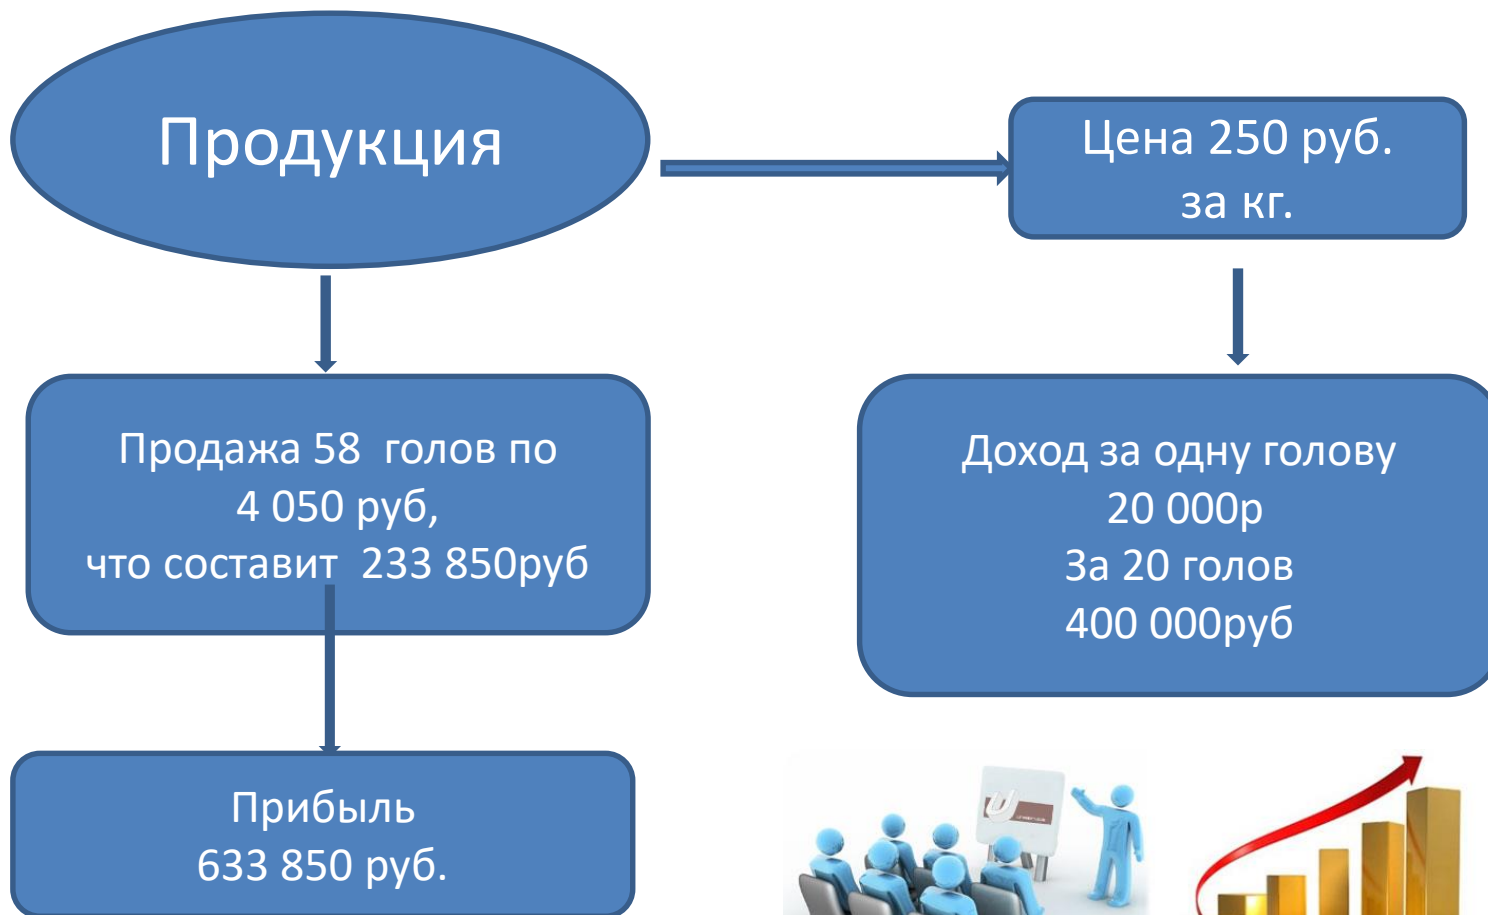 Продукция
Цена 250 руб.
за кг.
Продажа 58 голов по
4 050 руб,
что составит 233 850руб
Доход за одну голову
20 000р
За 20 голов
400 000руб
Прибыль
633 850 руб.